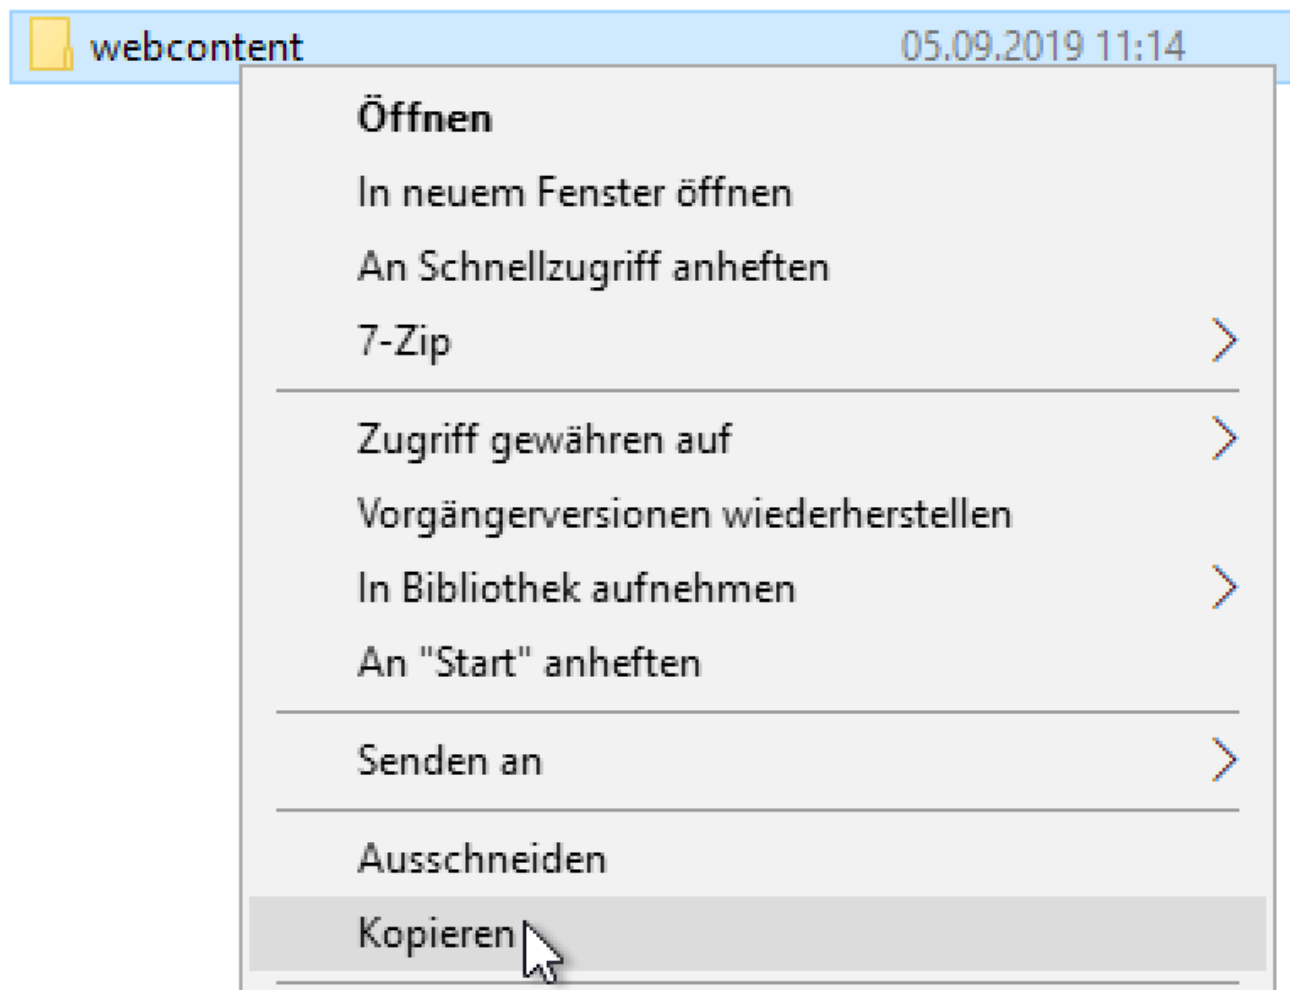 webcontent 05.09.2019 11:14
Öffnen
In neuem Fenster öffnen
An Schnellzugriff anheften
7-Zip
Zugriff gewähren auf
Vorgängerversionen wiederherstellen
In Bibliothek aufnehmen
An "Start" anheften
Senden an
Ausschneiden
Kopieren